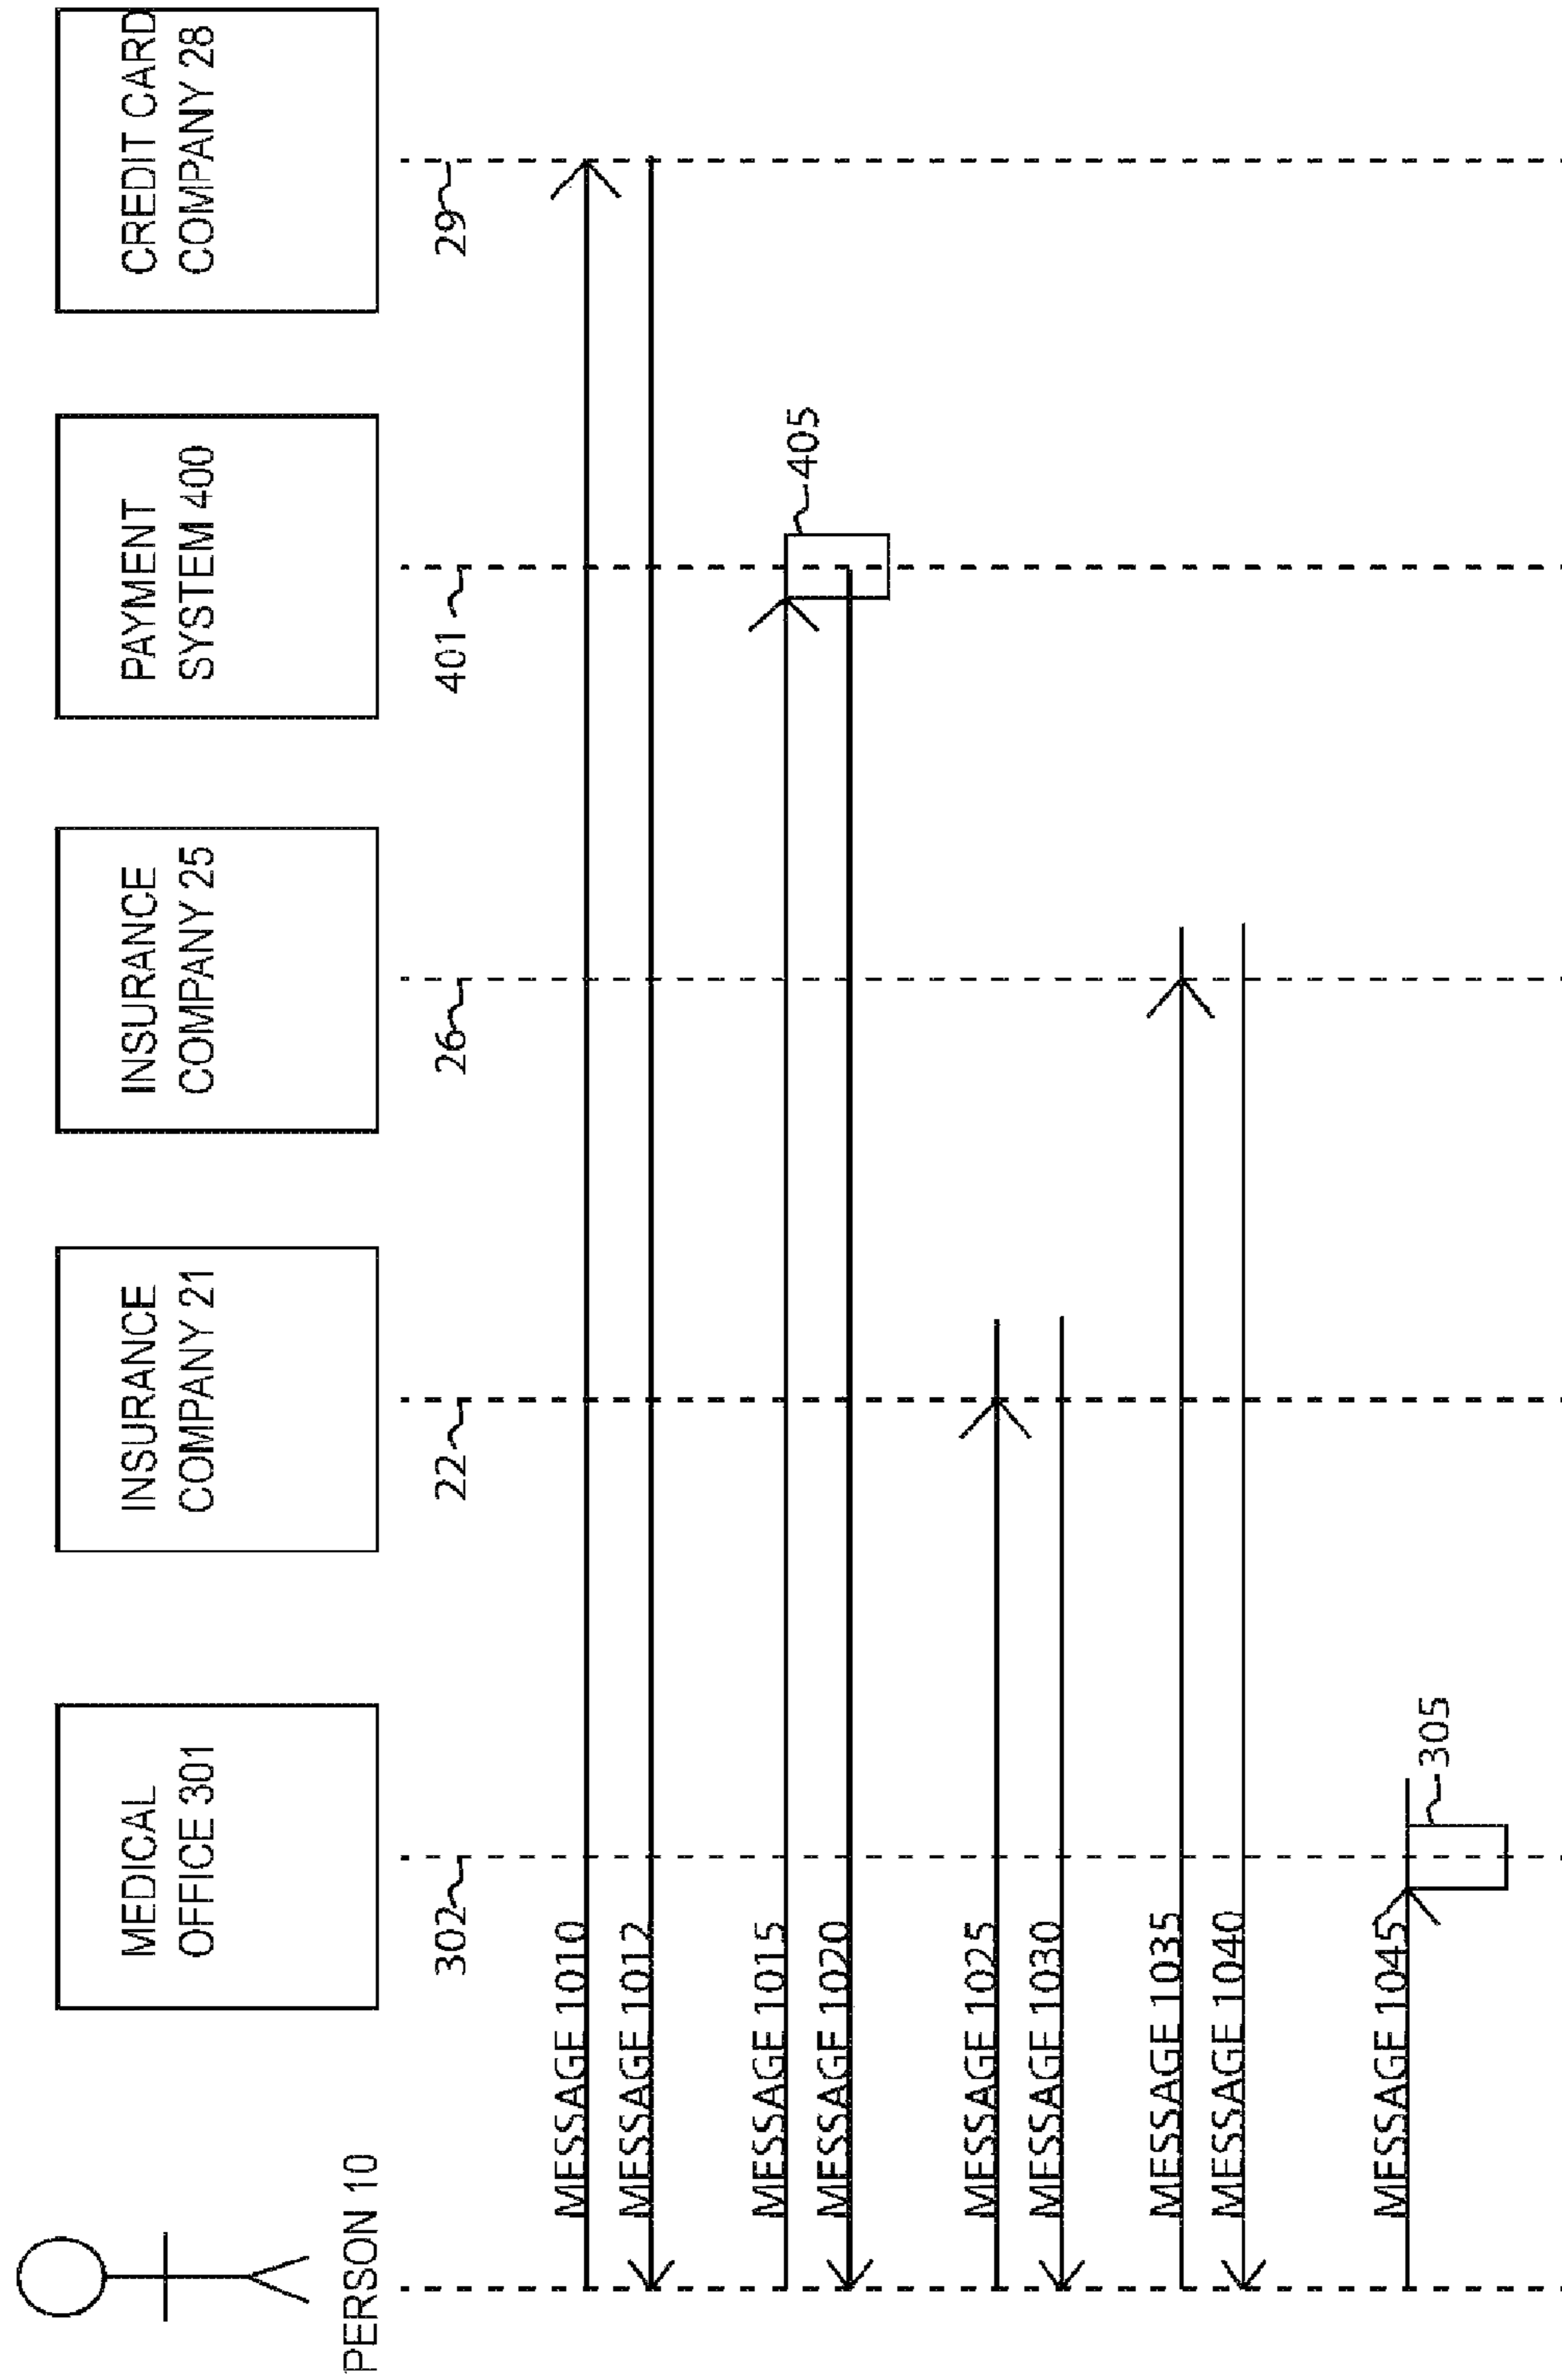 PERSON 10
MEDICAL
OFFICE 301
INSURANCE
COMPANY 21
INSURANCE
COMPANY 25
PAYMENT
SYSTEM 400
CREDIT CARD
COMPANY 28
302
22
26
401
29
MESSAGE 1010
MESSAGE 1012
MESSAGE 1015
405
MESSAGE 1020
MESSAGE 1025
MESSAGE 1030
MESSAGE 1035
MESSAGE 1040
MESSAGE 1045
305